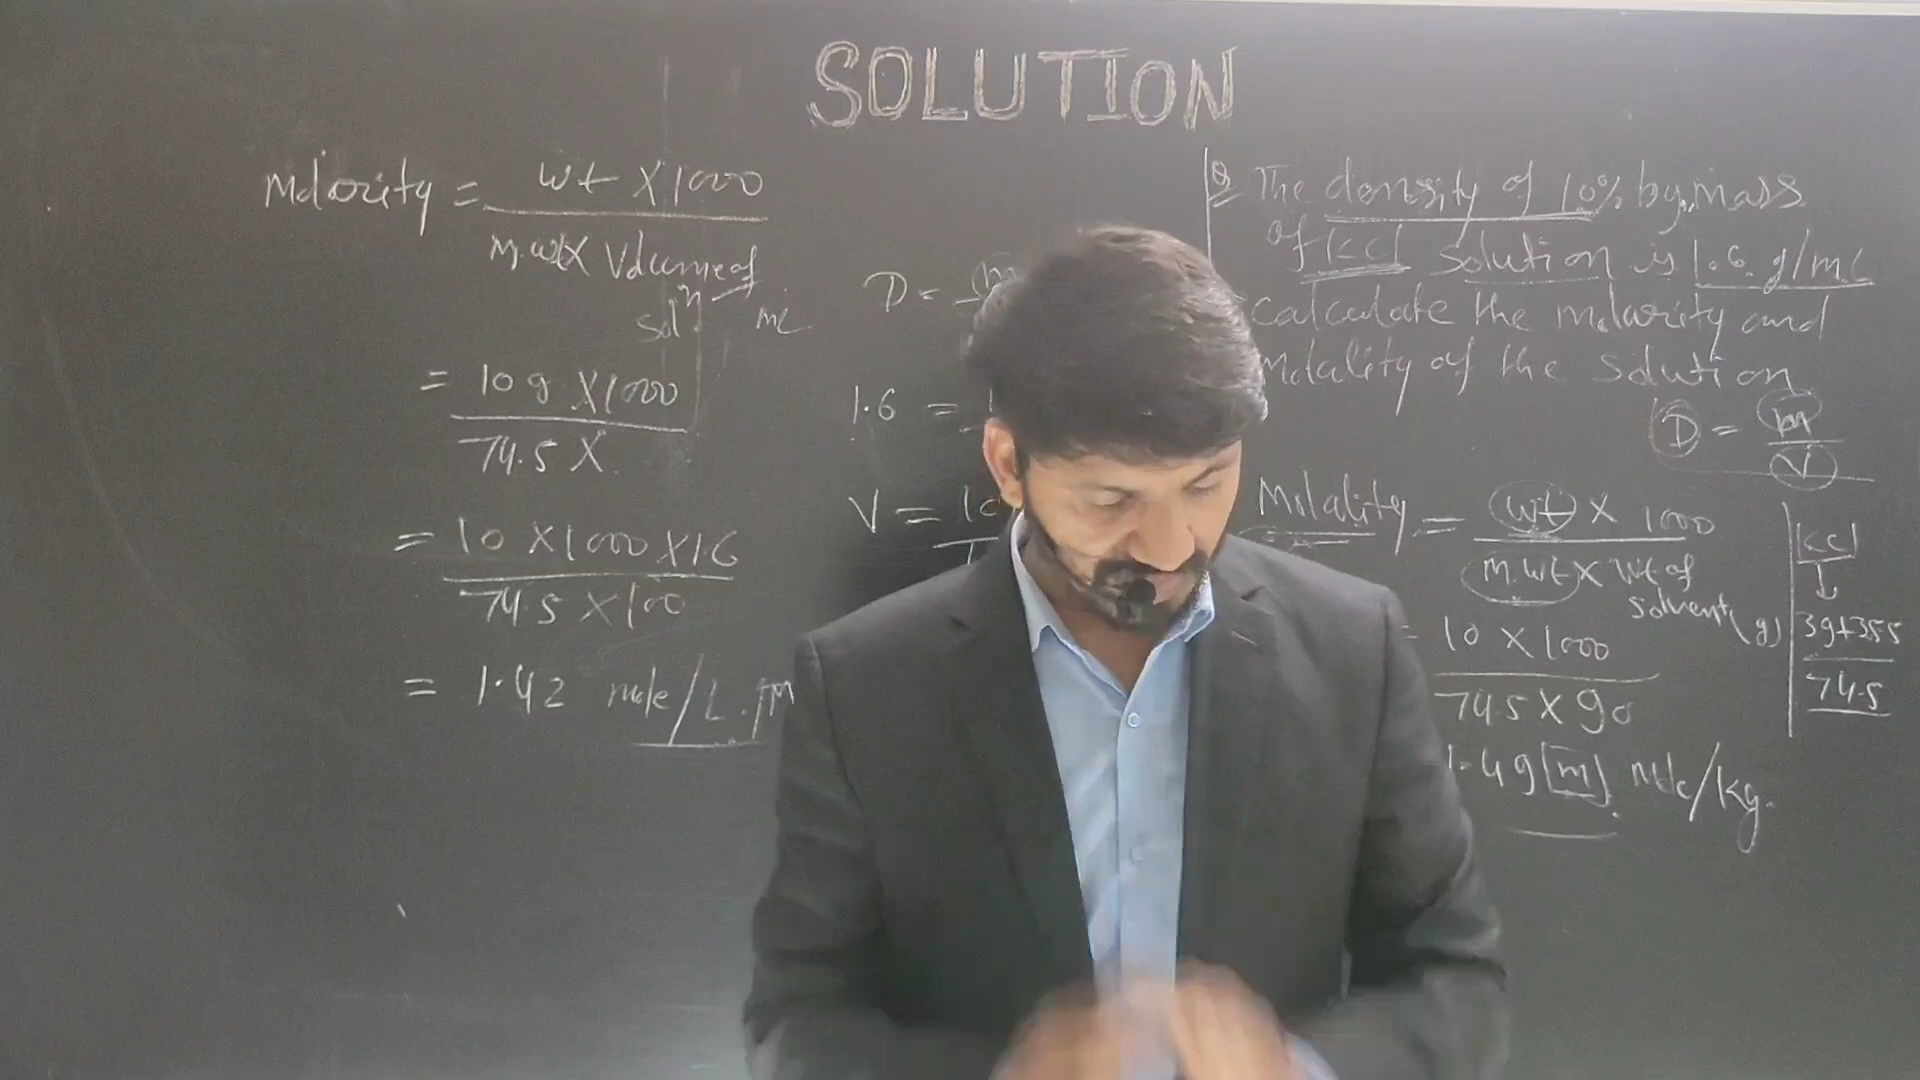 SOLUTION
Molarity = wt X 1000
M.wt X Volume of
solⁿ mL
= 10 g X 1000
74.5 X
= 10 X 1000 X 1.6
74.5 X 100
= 1.42 mole/L.
D = m
1.6 =
V =
Q The density of 10% by mass
of KCl solution is 1.6 g/mL
calculate the molarity and
molality of the solution
D = m
V
Molality = wt X 1000
M.wt X wt of
solvent (g)
= 10 X 1000
74.5 X 90
1.49 [m] mole/kg.
KCl
↓
39+35.5
74.5